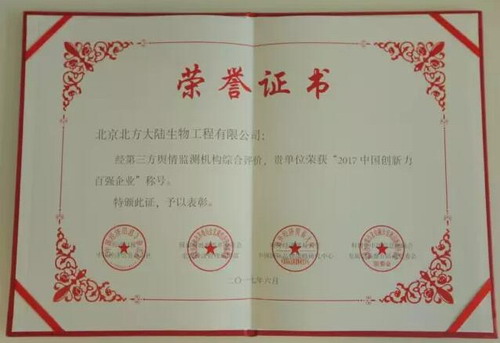 荣誉证书
北京北方大陆生物工程有限公司：
经第三方舆情监测机构综合评价，贵单位荣获“2017中国创新力
百强企业”称号。
特颁此证，予以表彰。
二〇一七年六月